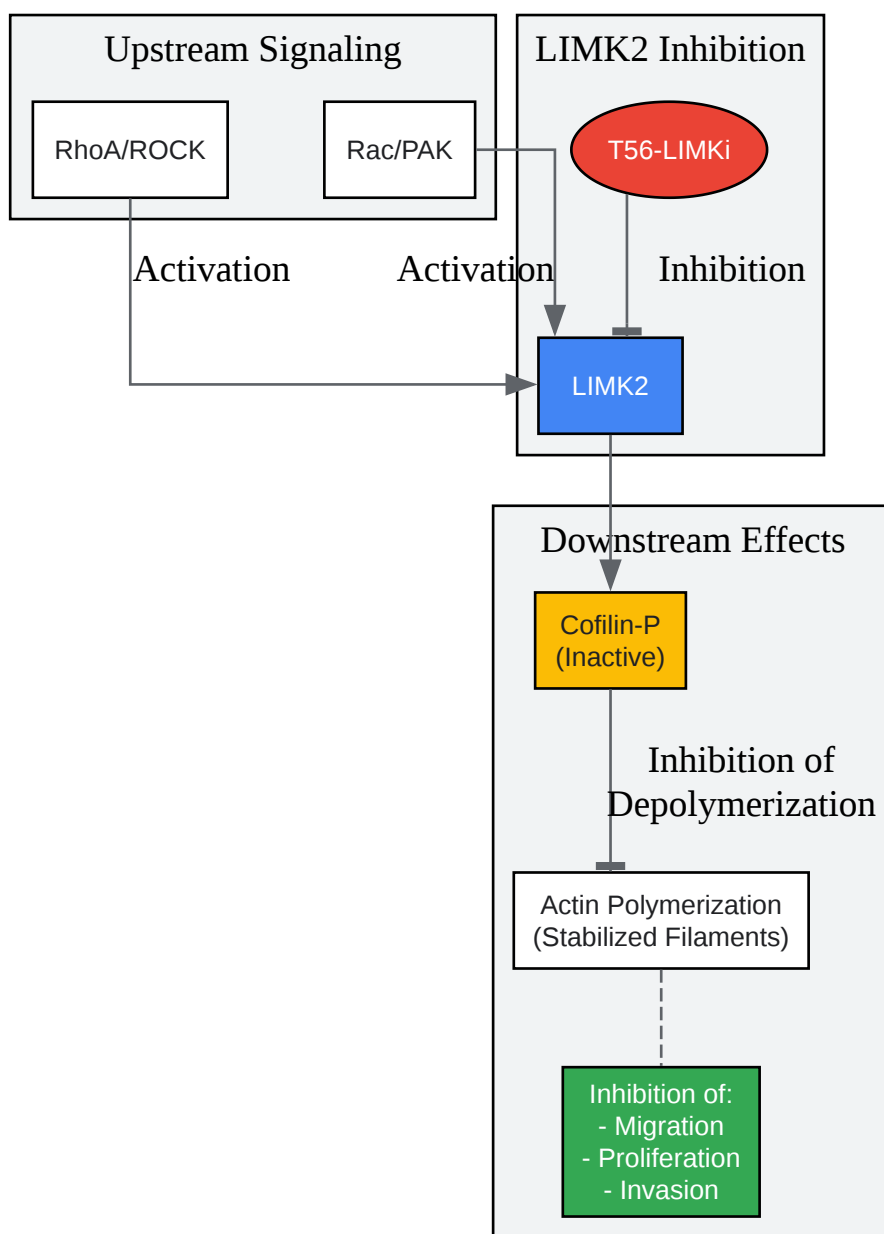 Upstream Signaling
LIMK2 Inhibition
RhoA/ROCK
Rac/PAK
T56-LIMKi
Activation
Activation
Inhibition
LIMK2
Downstream Effects
Cofilin-P
(Inactive)
Inhibition of
Depolymerization
Actin Polymerization
(Stabilized Filaments)
Inhibition of:
- Migration
- Proliferation
- Invasion